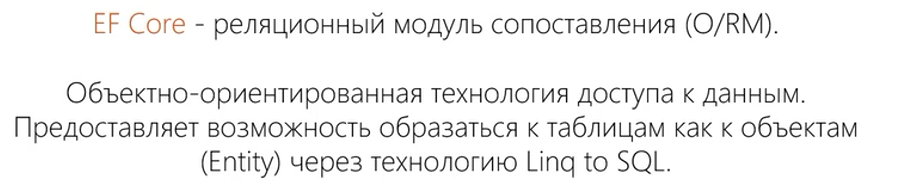 EF Core - реляционный модуль сопоставления (O/RM).
Объектно-ориентированная технология доступа к данным.
Предоставляет возможность образаться к таблицам как к объектам
(Entity) через технологию Linq to SQL.